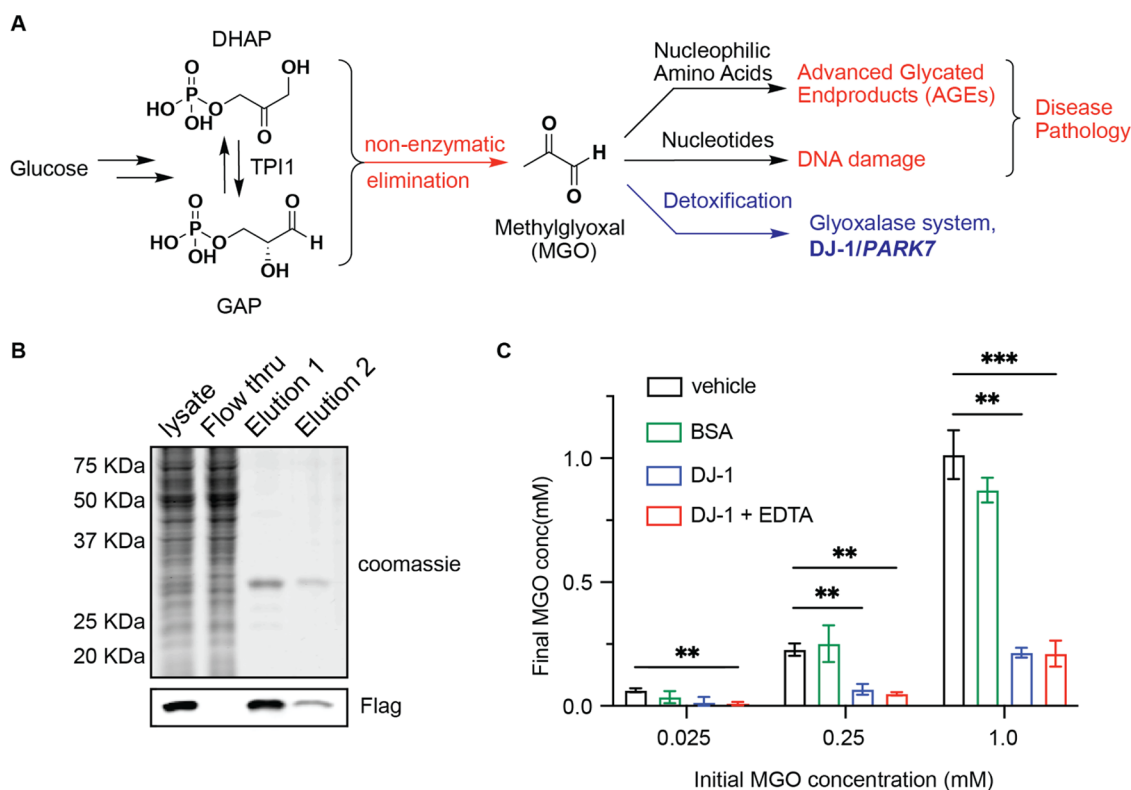 A
DHAP
O
OH
HO
P
O
OH
O
Glucose
TPI1
O
O
HO
P
O
H
OH
OH
GAP
non-enzymatic
elimination
O
H
O
Methylglyoxal
(MGO)
Nucleophilic
Amino Acids
Advanced Glycated
Endproducts (AGEs)
Nucleotides
DNA damage
Disease
Pathology
Detoxification
Glyoxalase system,
DJ-1/PARK7
B
lysate
Flow thru
Elution 1
Elution 2
75 KDa
50 KDa
37 KDa
25 KDa
20 KDa
coomassie
Flag
C
vehicle
BSA
DJ-1
DJ-1 + EDTA
***
**
**
**
**
Final MGO conc(mM)
1.0
0.5
0.0
0.025 0.25 1.0
Initial MGO concentration (mM)